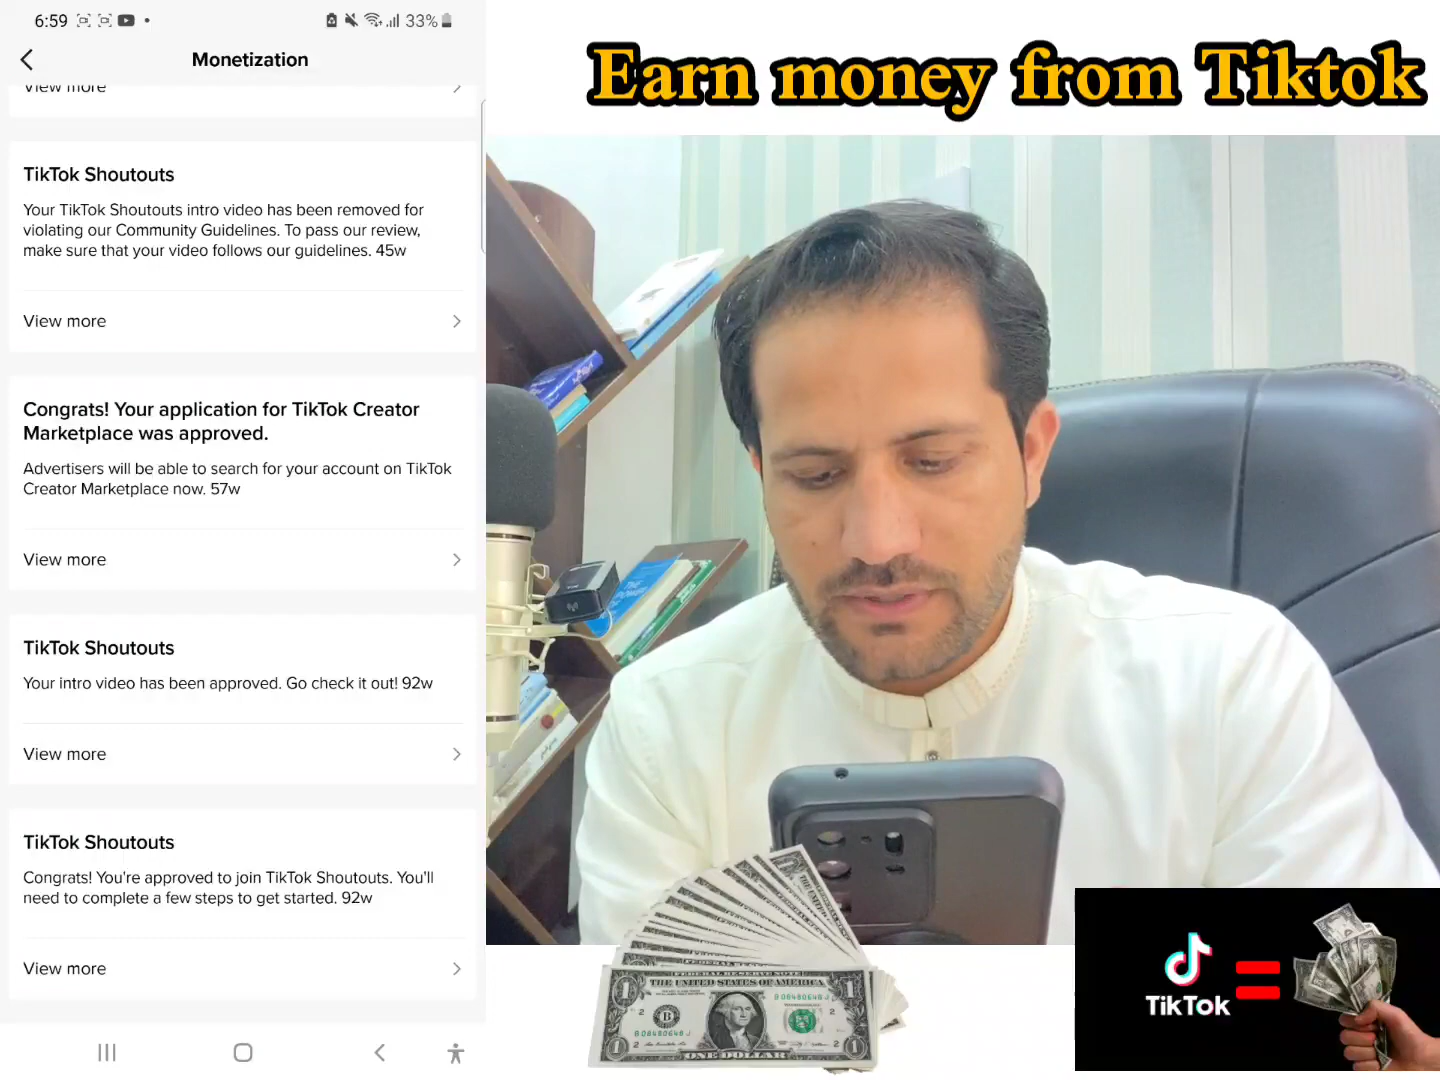 6:59
33%
Monetization
View more
TikTok Shoutouts
Your TikTok Shoutouts intro video has been removed for
violating our Community Guidelines. To pass our review,
make sure that your video follows our guidelines. 45w
View more
Congrats! Your application for TikTok Creator
Marketplace was approved.
Advertisers will be able to search for your account on TikTok
Creator Marketplace now. 57w
View more
TikTok Shoutouts
Your intro video has been approved. Go check it out! 92w
View more
TikTok Shoutouts
Congrats! You're approved to join TikTok Shoutouts. You'll
need to complete a few steps to get started. 92w
View more
Earn money from Tiktok
THE
FEDERAL RESERVE NOTE
THE UNITED STATES OF AMERICA
B
ONE DOLLAR
TikTok